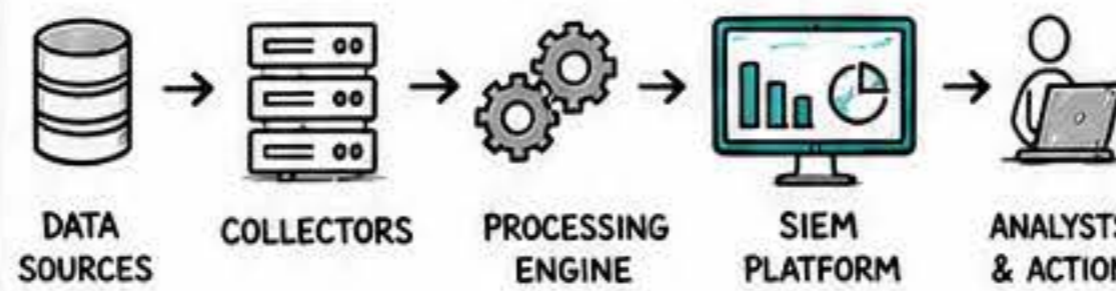 DATA
SOURCES
COLLECTORS
PROCESSING
ENGINE
SIEM
PLATFORM
ANALYSTS
& ACTION